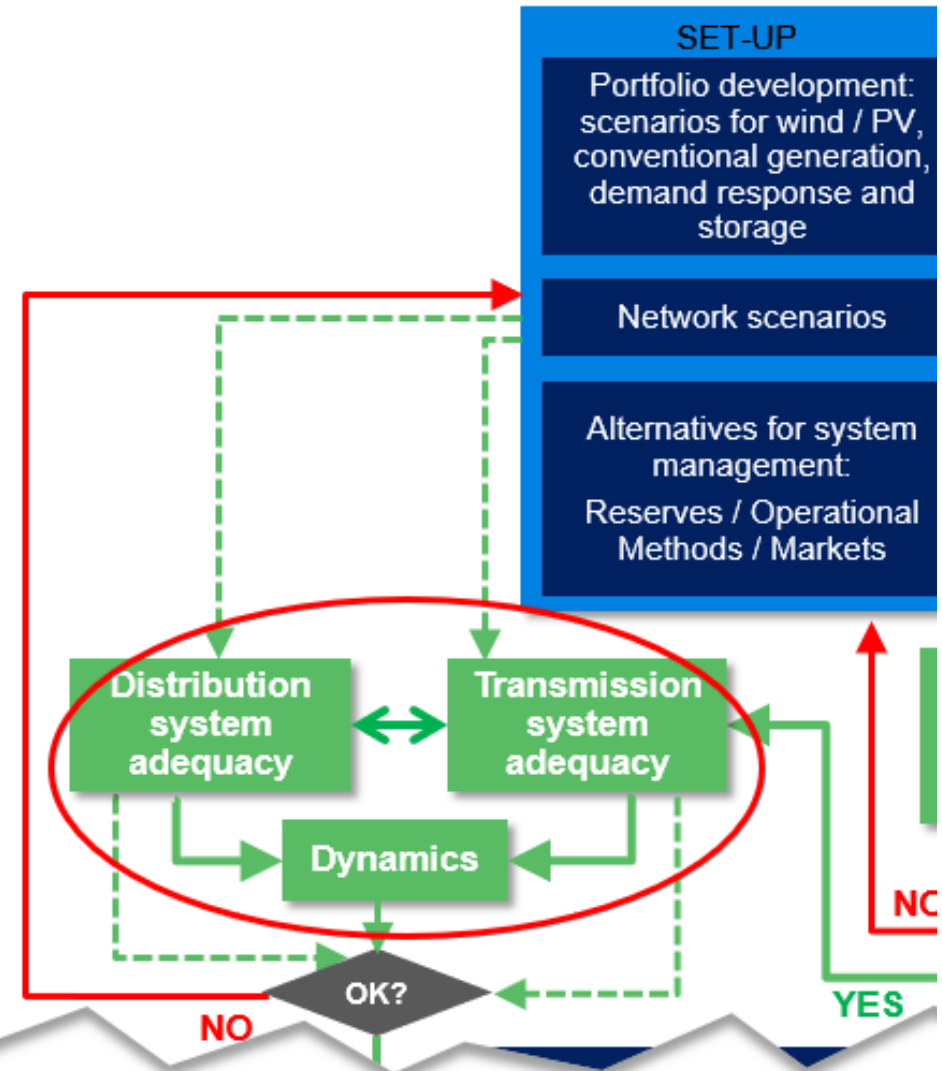 SET-UP
Portfolio development:
scenarios for wind / PV,
conventional generation,
demand response and
storage
Network scenarios
Alternatives for system
management:
Reserves / Operational
Methods / Markets
Distribution
system
adequacy
Transmission
system
adequacy
Dynamics
NO
OK?
YES
NO